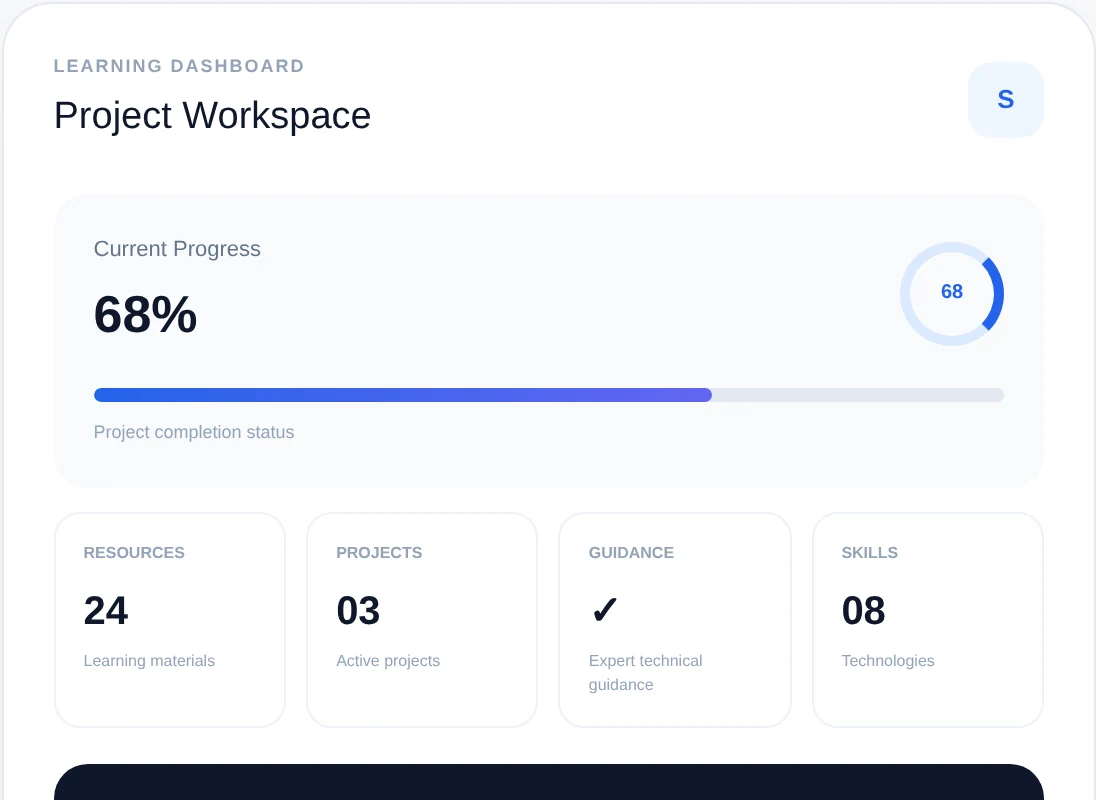 LEARNING DASHBOARD
Project Workspace
S
Current Progress
68%
68
Project completion status
RESOURCES
24
Learning materials
PROJECTS
03
Active projects
GUIDANCE
✓
Expert technical
guidance
SKILLS
08
Technologies